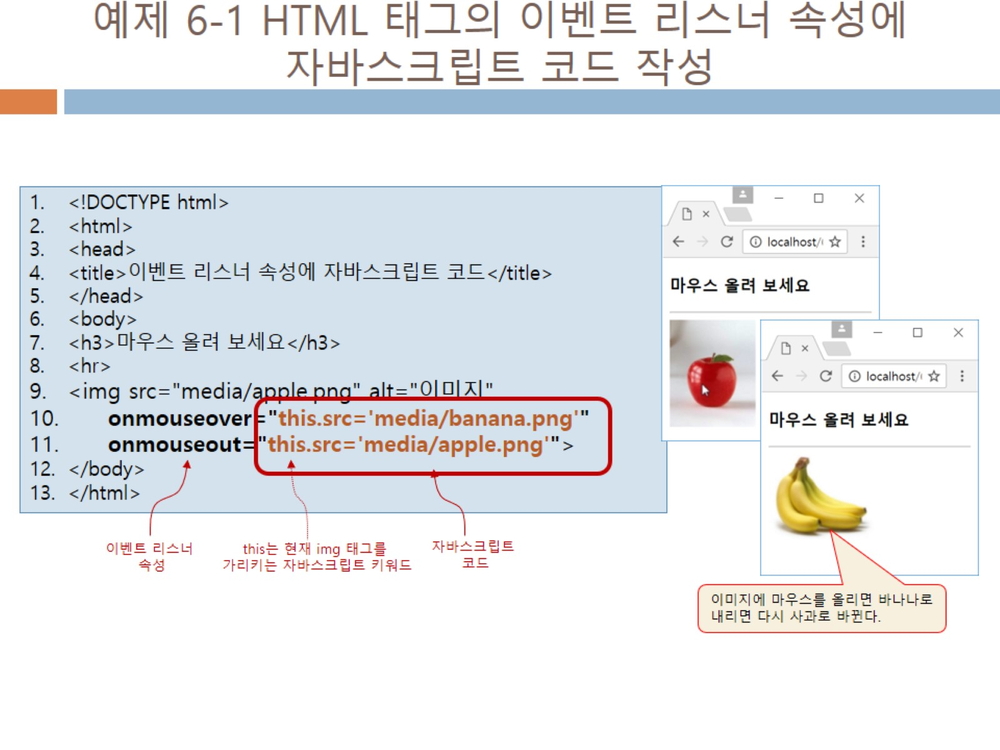 예제 6-1 HTML 태그의 이벤트 리스너 속성에
자바스크립트 코드 작성
1. <!DOCTYPE html>
2. <html>
3. <head>
4. <title>이벤트 리스너 속성에 자바스크립트 코드</title>
5. </head>
6. <body>
7. <h3>마우스 올려 보세요</h3>
8. <hr>
9. <img src="media/apple.png" alt="이미지"
10. onmouseover="this.src='media/banana.png'"
11. onmouseout="this.src='media/apple.png'">
12. </body>
13. </html>
이벤트 리스너
속성
this는 현재 img 태그를
가리키는 자바스크립트 키워드
자바스크립트
코드
localhost/
마우스 올려 보세요
localhost/
마우스 올려 보세요
이미지에 마우스를 올리면 바나나로
내리면 다시 사과로 바뀐다.